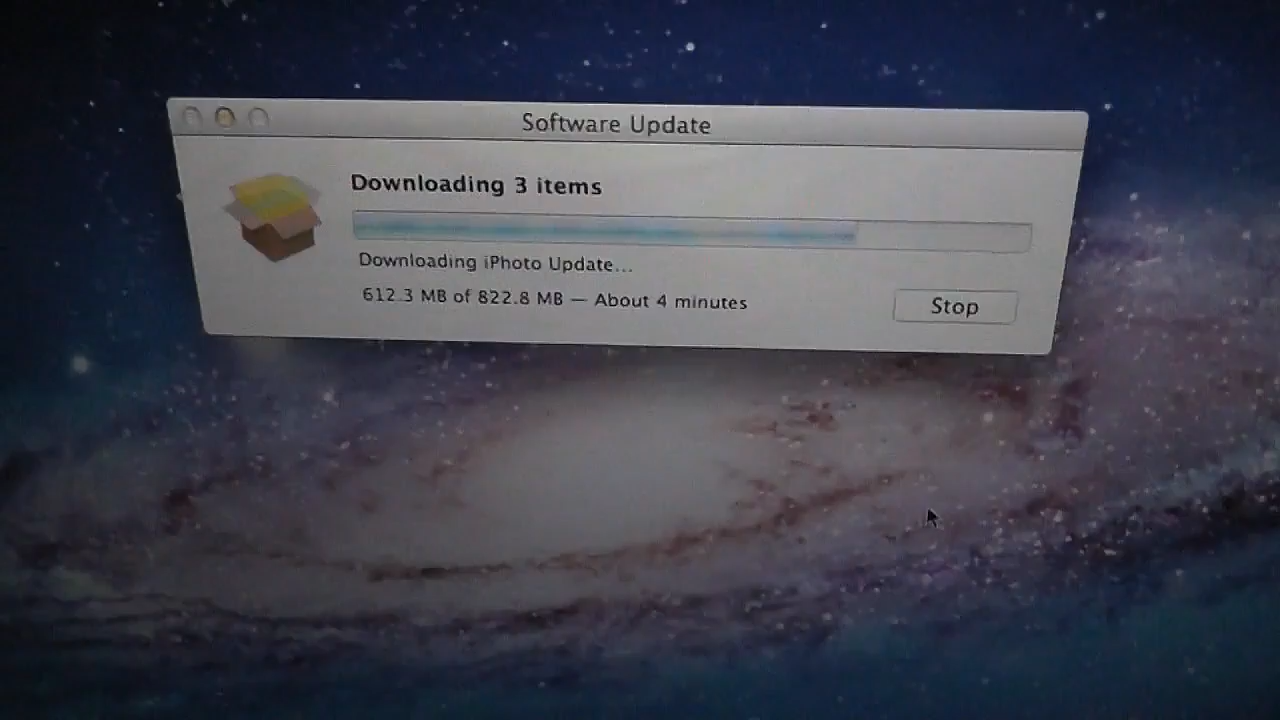 Software Update
Downloading 3 items
Downloading iPhoto Update...
612.3 MB of 822.8 MB — About 4 minutes
Stop